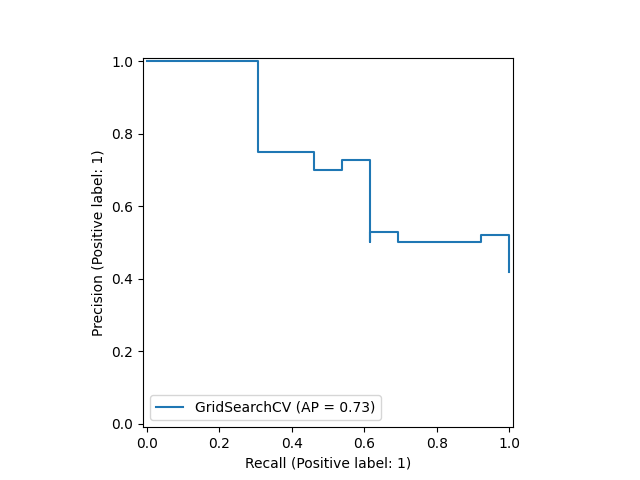 1.0
0.8
0.6
0.4
0.2
0.0
Precision (Positive label: 1)
GridSearchCV (AP = 0.73)
0.0 0.2 0.4 0.6 0.8 1.0
Recall (Positive label: 1)